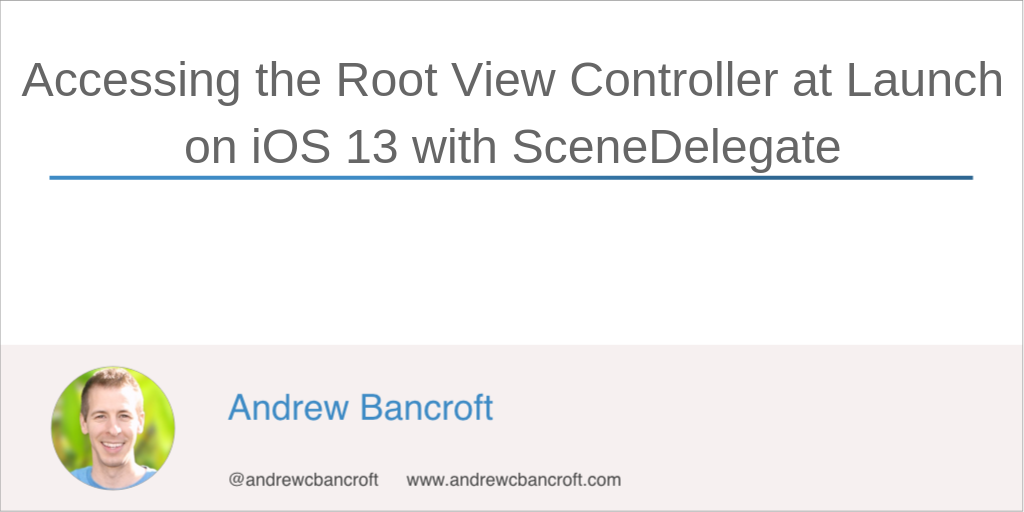 Accessing the Root View Controller at Launch
on iOS 13 with SceneDelegate
Andrew Bancroft
@andrewcbancroft www.andrewcbancroft.com